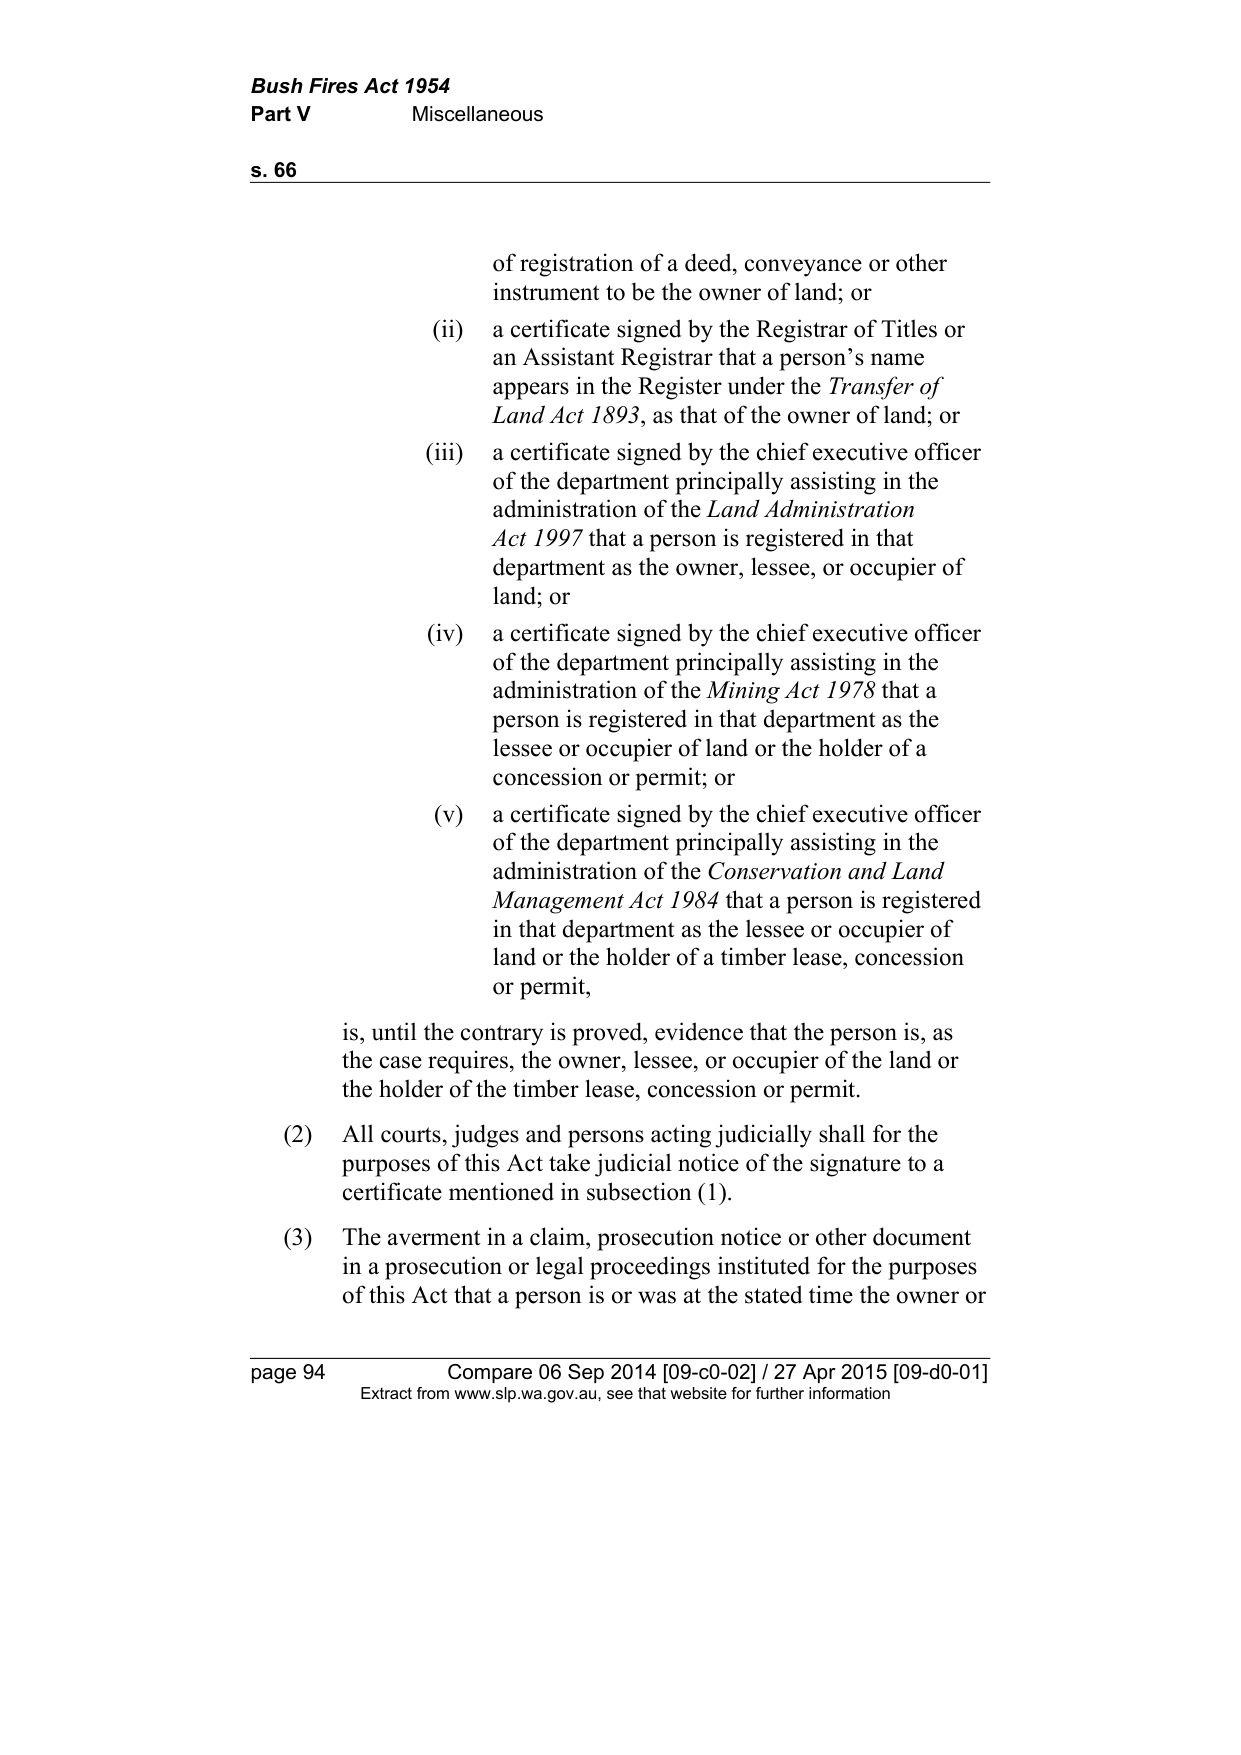 Bush Fires Act 1954
Part V Miscellaneous
s. 66
of registration of a deed, conveyance or other
instrument to be the owner of land; or
(ii) a certificate signed by the Registrar of Titles or
an Assistant Registrar that a person’s name
appears in the Register under the Transfer of
Land Act 1893, as that of the owner of land; or
(iii) a certificate signed by the chief executive officer
of the department principally assisting in the
administration of the Land Administration
Act 1997 that a person is registered in that
department as the owner, lessee, or occupier of
land; or
(iv) a certificate signed by the chief executive officer
of the department principally assisting in the
administration of the Mining Act 1978 that a
person is registered in that department as the
lessee or occupier of land or the holder of a
concession or permit; or
(v) a certificate signed by the chief executive officer
of the department principally assisting in the
administration of the Conservation and Land
Management Act 1984 that a person is registered
in that department as the lessee or occupier of
land or the holder of a timber lease, concession
or permit,
is, until the contrary is proved, evidence that the person is, as
the case requires, the owner, lessee, or occupier of the land or
the holder of the timber lease, concession or permit.
(2) All courts, judges and persons acting judicially shall for the
purposes of this Act take judicial notice of the signature to a
certificate mentioned in subsection (1).
(3) The averment in a claim, prosecution notice or other document
in a prosecution or legal proceedings instituted for the purposes
of this Act that a person is or was at the stated time the owner or
page 94 Compare 06 Sep 2014 [09-c0-02] / 27 Apr 2015 [09-d0-01]
Extract from www.slp.wa.gov.au, see that website for further information